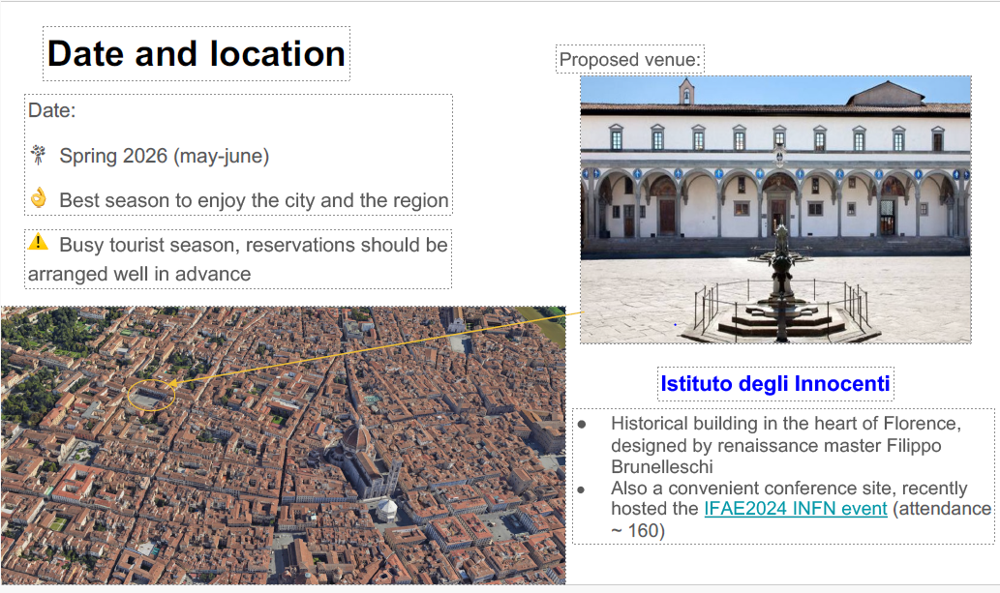 Date and location
Date:
Spring 2026 (may-june)
👌 Best season to enjoy the city and the region
⚠ Busy tourist season, reservations should be
arranged well in advance
Proposed venue:
Istituto degli Innocenti
● Historical building in the heart of Florence,
designed by renaissance master Filippo
Brunelleschi
● Also a convenient conference site, recently
hosted the IFAE2024 INFN event (attendance
~ 160)